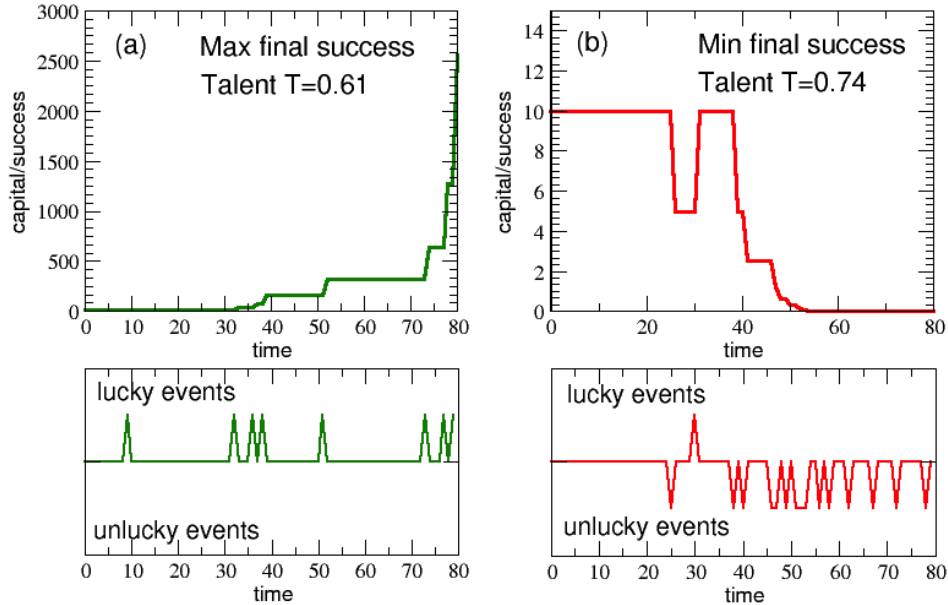 (a)
Max final success
Talent T=0.61
capital/success
3000
2500
2000
1500
1000
500
0
0 10 20 30 40 50 60 70 80
time
(b)
Min final success
Talent T=0.74
capital/success
14
12
10
8
6
4
2
0
0 20 40 60 80
time
lucky events
unlucky events
0 10 20 30 40 50 60 70 80
time
lucky events
unlucky events
0 10 20 30 40 50 60 70 80
time